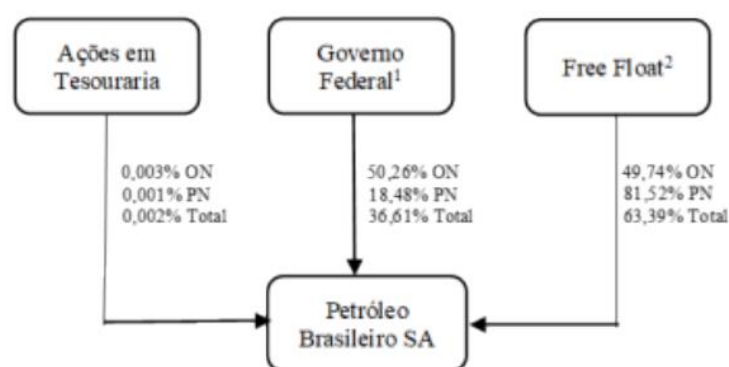 Ações em
Tesouraria
Governo
Federal¹
Free Float²
0,003% ON
0,001% PN
0,002% Total
50,26% ON
18,48% PN
36,61% Total
49,74% ON
81,52% PN
63,39% Total
Petróleo
Brasileiro SA